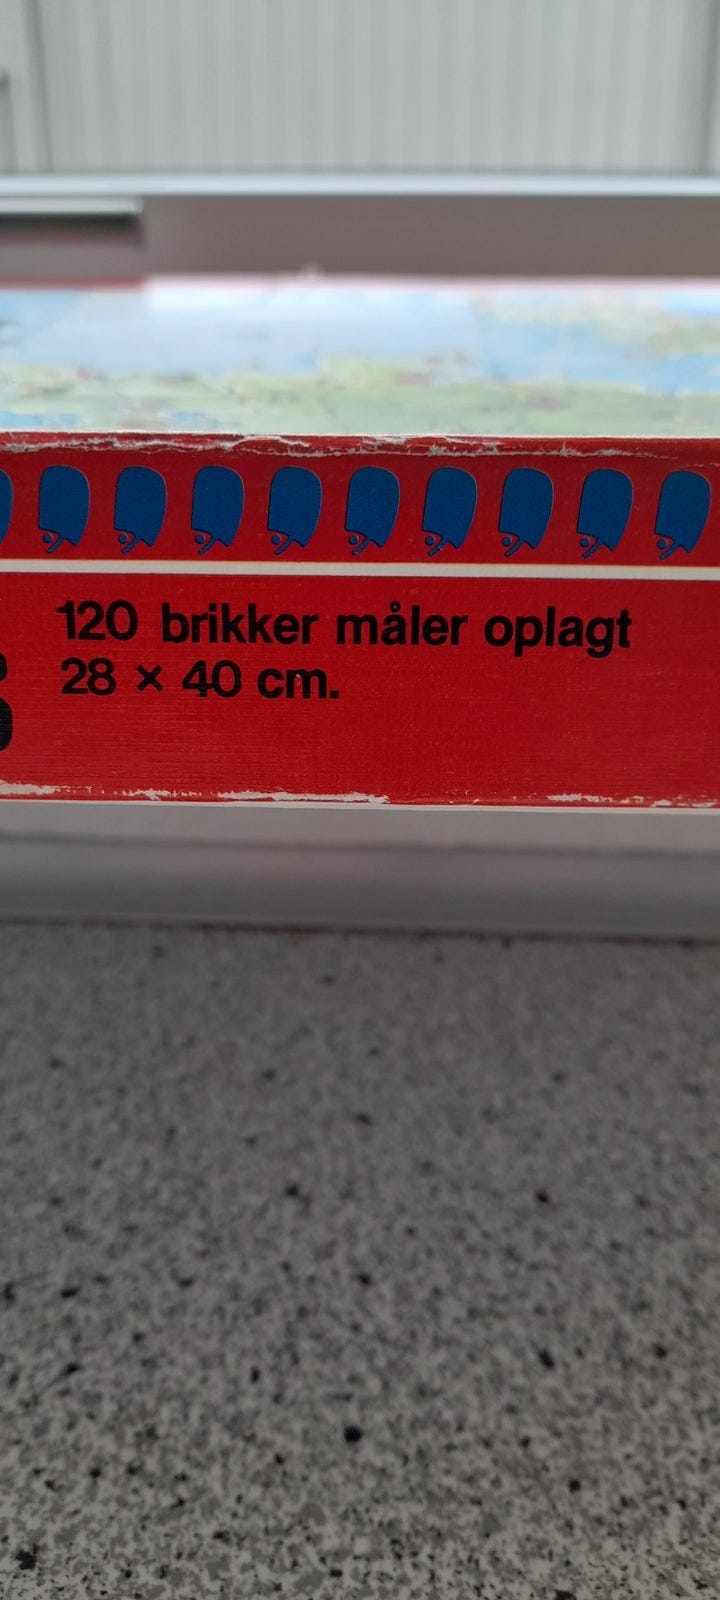 120 brikker måler oplagt
28 × 40 cm.